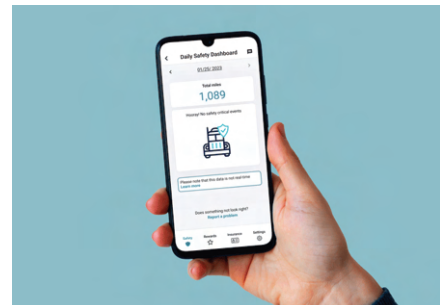 Daily Safety Dashboard
01/25/ 2023
Total miles
1,089
Hooray! No safety critical events
Please note that this data is not real-time
Learn more
Does something not look right?
Report a problem
Safety Rewards Insurance Settings